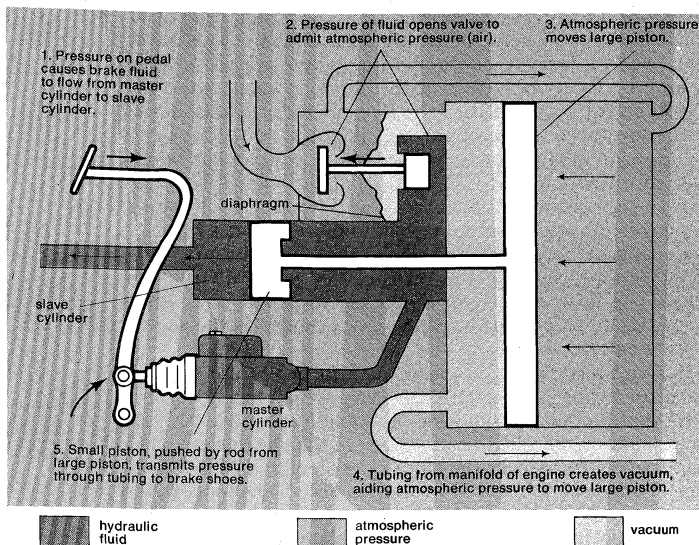 1. Pressure on pedal
causes brake fluid
to flow from master
cylinder to slave
cylinder.
2. Pressure of fluid opens valve to
admit atmospheric pressure (air).
3. Atmospheric pressure
moves large piston.
diaphragm
slave
cylinder
master
cylinder
5. Small piston, pushed by rod from
large piston, transmits pressure
through tubing to brake shoes.
4. Tubing from manifold of engine creates vacuum,
aiding atmospheric pressure to move large piston.
hydraulic
fluid
atmospheric
pressure
vacuum